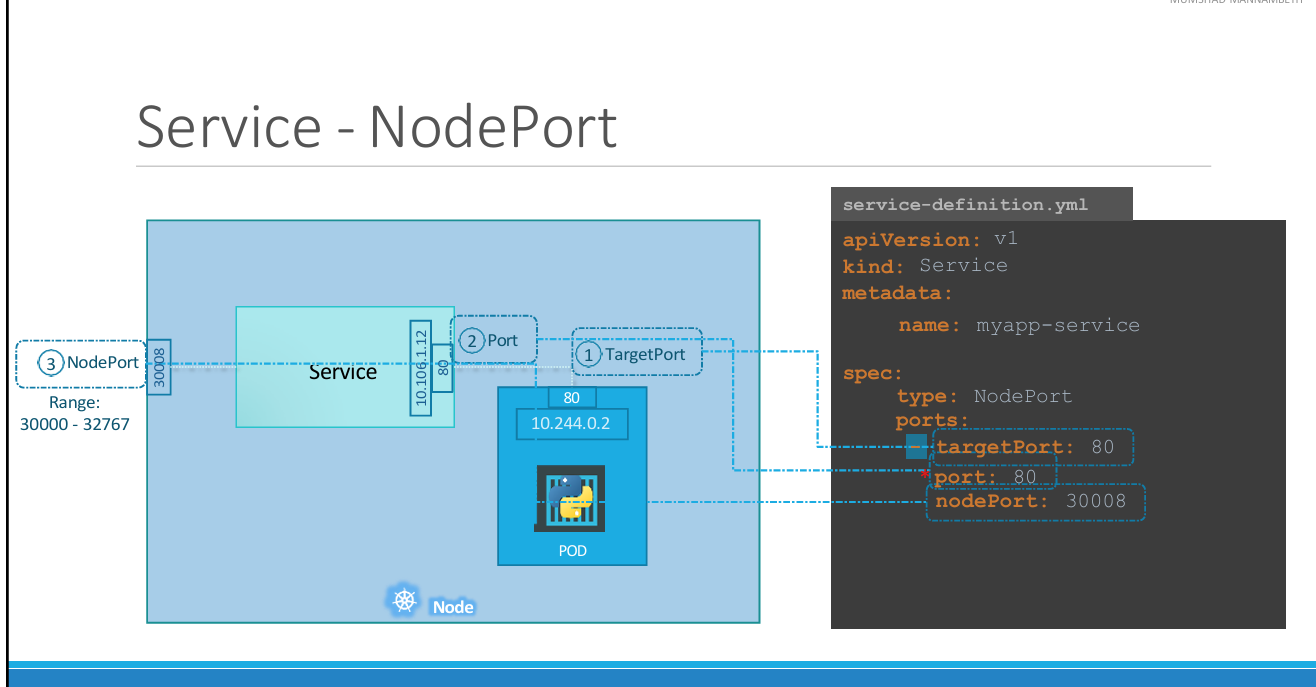 MUMSHAD MANNAMBETH
Service - NodePort
3 NodePort
Range:
30000 - 32767
30008
Service
10.106.1.12
80
2 Port
1 TargetPort
80
10.244.0.2
POD
Node
service-definition.yml
apiVersion: v1
kind: Service
metadata:
name: myapp-service
spec:
type: NodePort
ports:
- targetPort: 80
*port: 80
nodePort: 30008